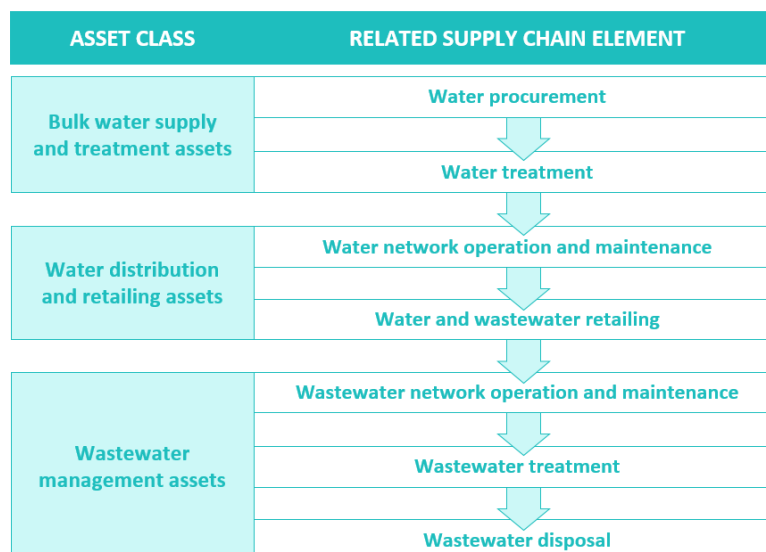 ASSET CLASS
RELATED SUPPLY CHAIN ELEMENT
Bulk water supply
and treatment assets
Water procurement
Water treatment
Water distribution
and retailing assets
Water network operation and maintenance
Water and wastewater retailing
Wastewater
management assets
Wastewater network operation and maintenance
Wastewater treatment
Wastewater disposal